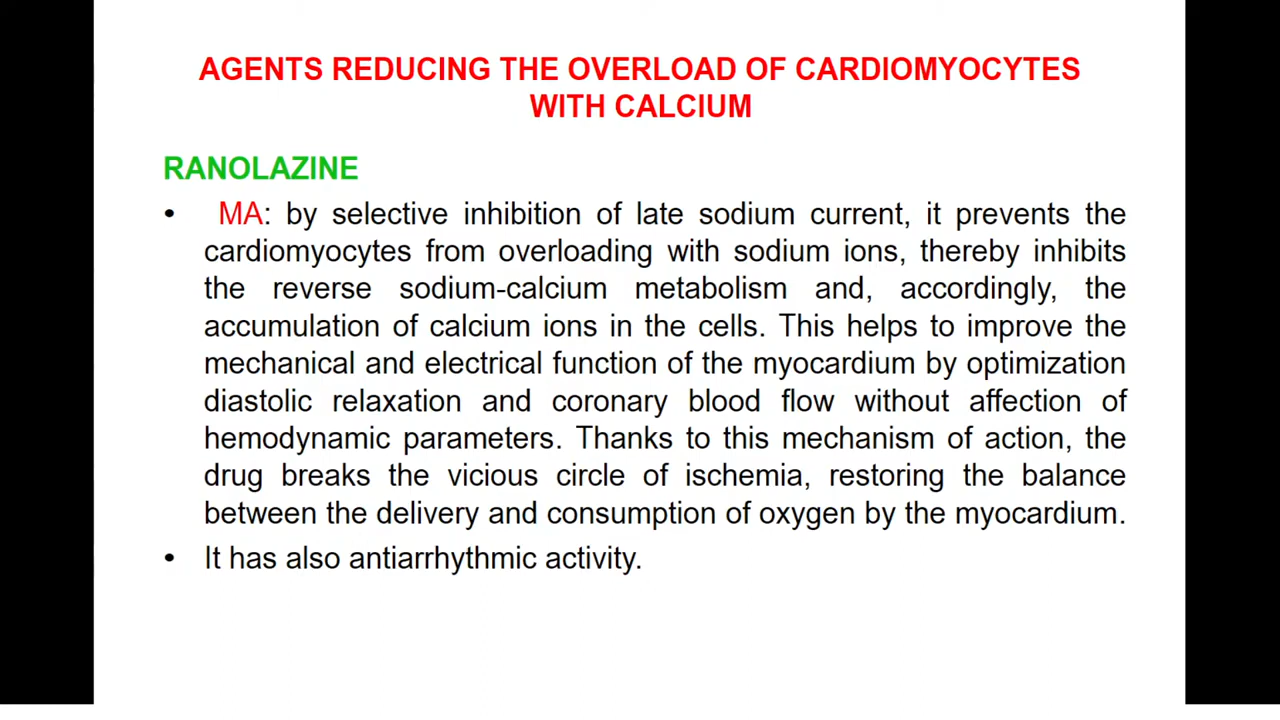 AGENTS REDUCING THE OVERLOAD OF CARDIOMYOCYTES
WITH CALCIUM
RANOLAZINE
• MA: by selective inhibition of late sodium current, it prevents the
cardiomyocytes from overloading with sodium ions, thereby inhibits
the reverse sodium-calcium metabolism and, accordingly, the
accumulation of calcium ions in the cells. This helps to improve the
mechanical and electrical function of the myocardium by optimization
diastolic relaxation and coronary blood flow without affection of
hemodynamic parameters. Thanks to this mechanism of action, the
drug breaks the vicious circle of ischemia, restoring the balance
between the delivery and consumption of oxygen by the myocardium.
• It has also antiarrhythmic activity.